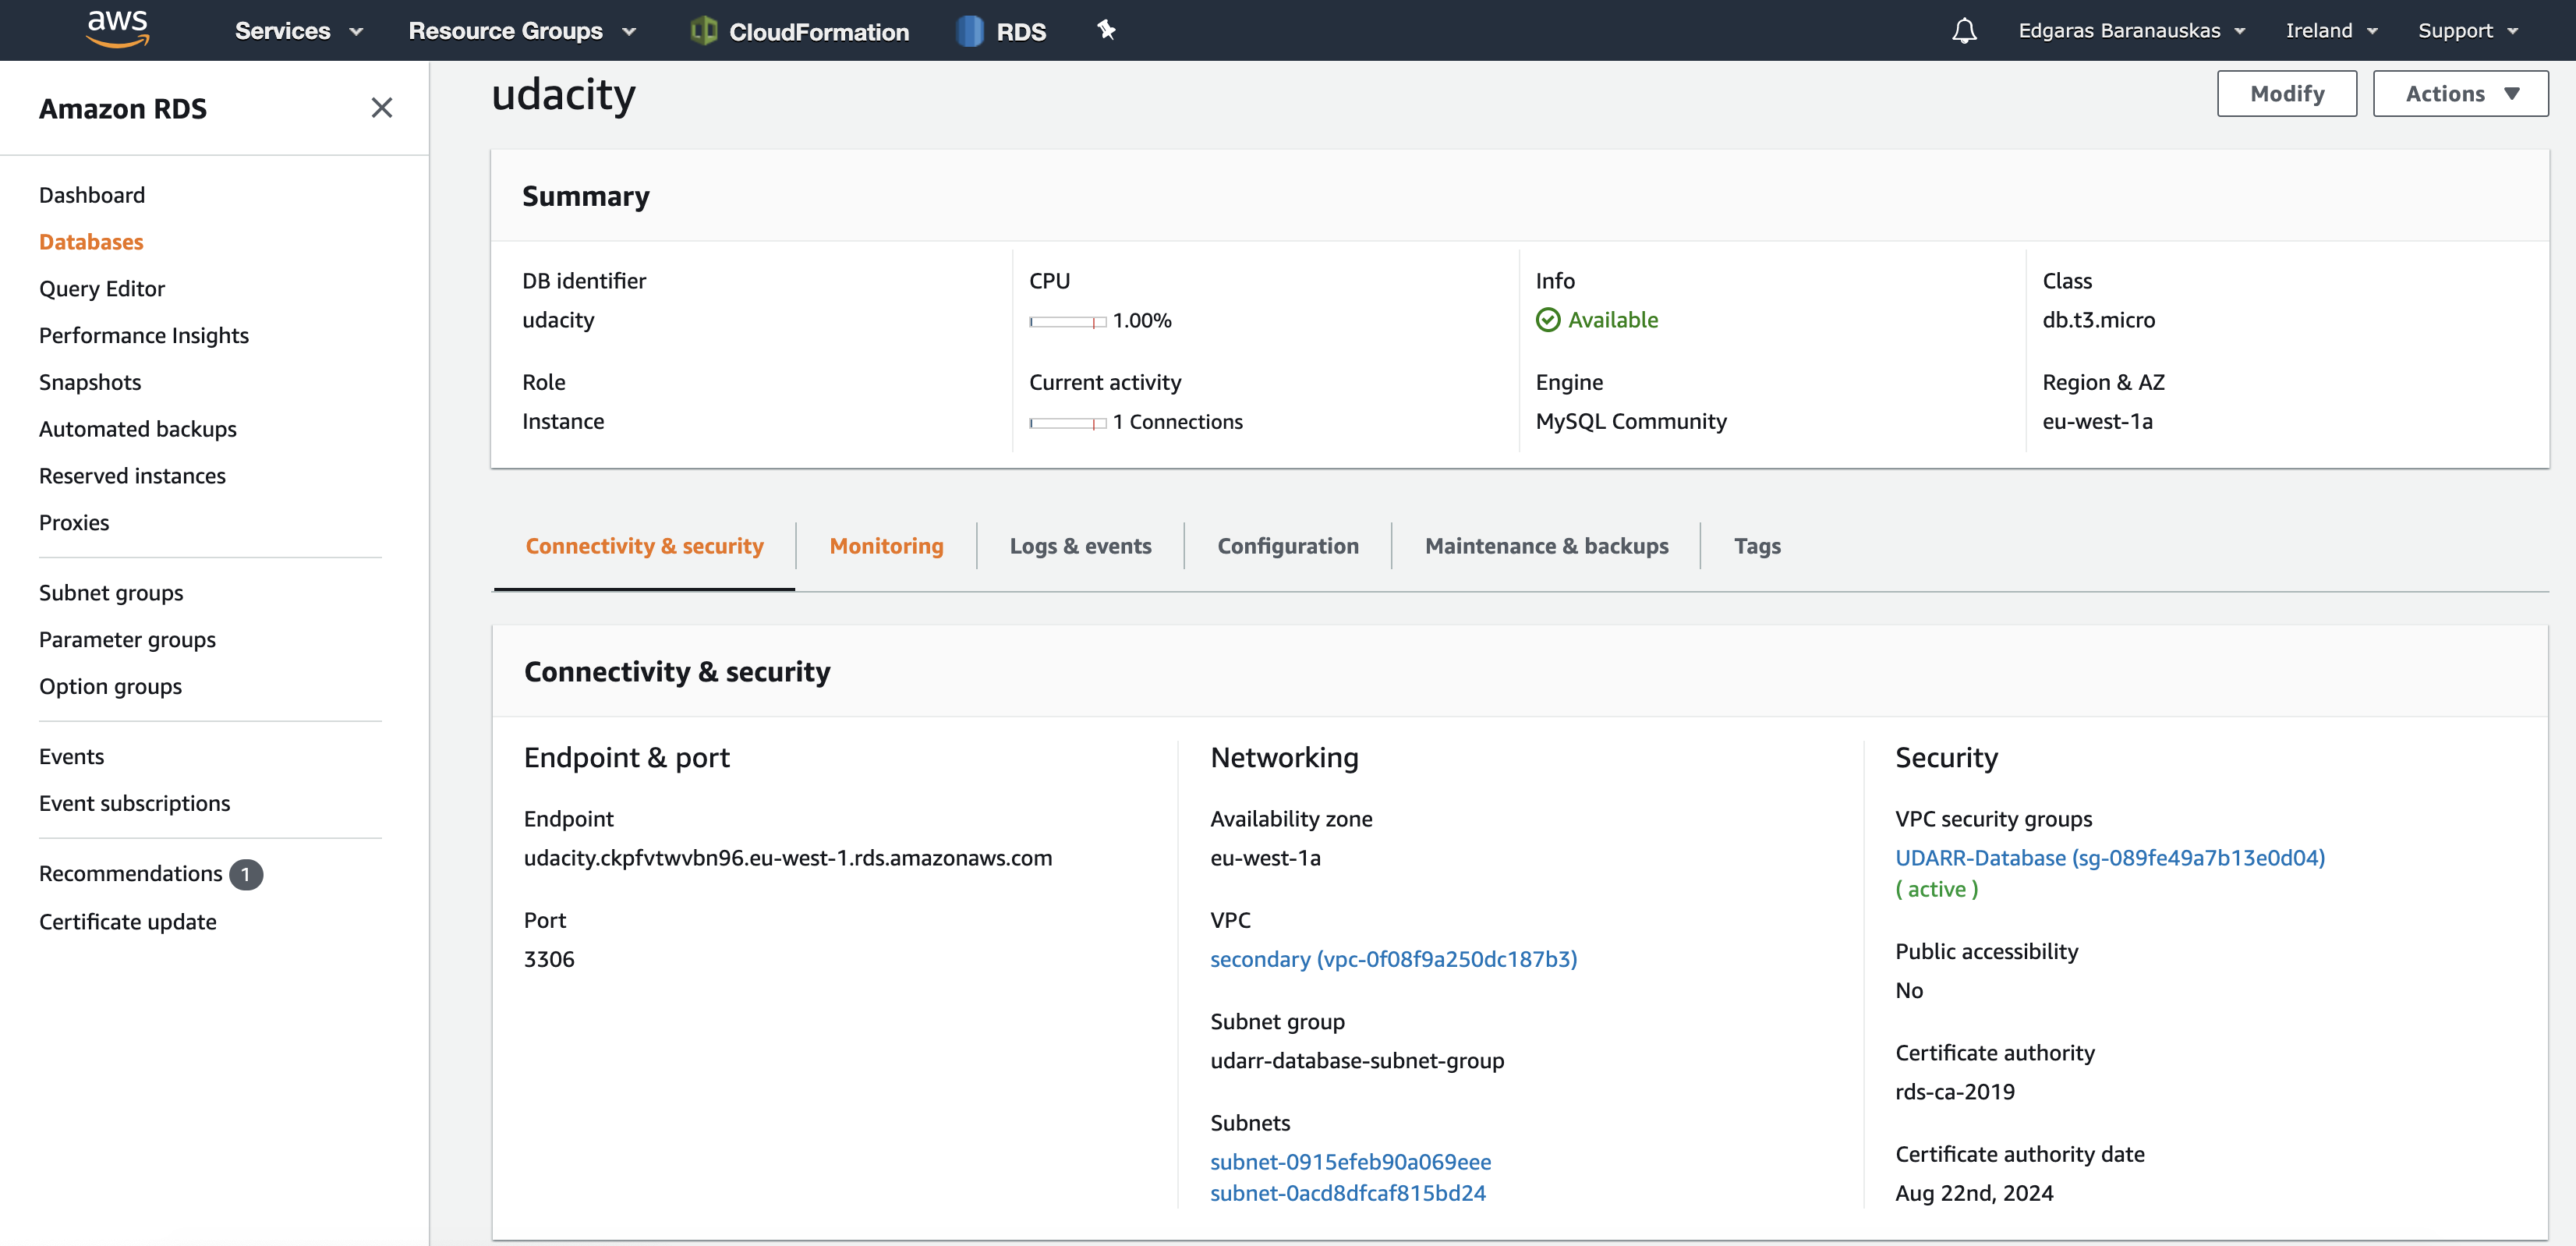 aws Services Resource Groups CloudFormation RDS Edgaras Baranauskas Ireland Support
Amazon RDS
Dashboard
Databases
Query Editor
Performance Insights
Snapshots
Automated backups
Reserved instances
Proxies
Subnet groups
Parameter groups
Option groups
Events
Event subscriptions
Recommendations 1
Certificate update
udacity
Modify Actions
Summary
DB identifier
udacity
CPU
1.00%
Info
Available
Class
db.t3.micro
Role
Instance
Current activity
1 Connections
Engine
MySQL Community
Region & AZ
eu-west-1a
Connectivity & security Monitoring Logs & events Configuration Maintenance & backups Tags
Connectivity & security
Endpoint & port
Endpoint
udacity.ckpfvtwvbn96.eu-west-1.rds.amazonaws.com
Port
3306
Networking
Availability zone
eu-west-1a
VPC
secondary (vpc-0f08f9a250dc187b3)
Subnet group
udarr-database-subnet-group
Subnets
subnet-0915efeb90a069eee
subnet-0acd8dfcaf815bd24
Security
VPC security groups
UDARR-Database (sg-089fe49a7b13e0d04)
( active )
Public accessibility
No
Certificate authority
rds-ca-2019
Certificate authority date
Aug 22nd, 2024